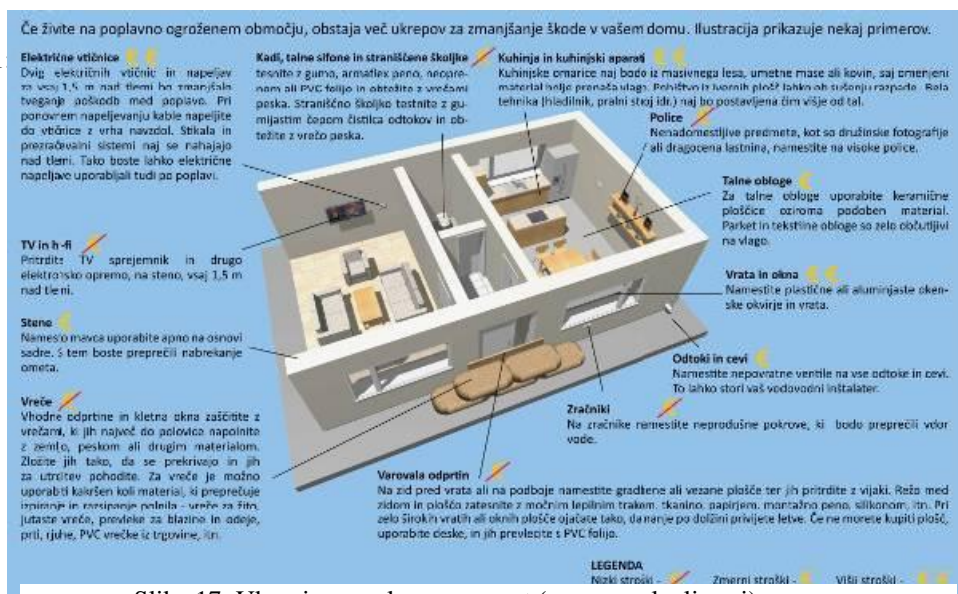 Če živite na poplavno ogroženem območju, obstaja več ukrepov za zmanjšanje škode v vašem domu. Ilustracija prikazuje nekaj primerov.
Električne vtičnice € €
Dvig električnih vtičnic in napeljav
za vsaj 1,5 m nad tlemi bo zmanjšalo
tveganje poškodb med poplavo. Pri
ponovnem napeljevanju kable napeljite
do vtičnice z vrha navzdol. Stikala in
prezračevalni sistemi naj se nahajajo
nad tlemi. Tako boste lahko električne
napeljave uporabljali tudi po poplavi.
TV in h -fi
Pritrdite TV sprejemnik in drugo
elektronsko opremo, na steno, vsaj 1,5 m
nad tlemi.
Stene €
Namesto mavca uporabite apno na osnovi
sadre. S tem boste preprečili nabrekanje
ometa.
Vreče
Vhodne odprtine in kletna okna zaščitite z
vrečami, ki jih največ do polovice napolnite
z zemljo, peskom ali drugim materialom.
Zložite jih tako, da se prekrivajo in jih
za utrditev pohodite. Za vreče je možno
uporabiti kakršen koli material, ki preprečuje
izpiranje in razsipanje polnila - vreče za žito,
jutaste vreče, prevleke za blazine in odeje,
prti, rjuhe, PVC vrečke iz trgovine, itn.
Kadi, talne sifone in straniščene školjke
tesnite s gumo, armaflex peno, neopre-
nom ali PVC folijo in obtežite z vrečami
peska. Straniščno školjko testnite z gu-
mijastim čepom čistilca odtokov in ob-
težite z vrečo peska.
Kuhinja in kuhinjski aparati € €
Kuhinjske omarice naj bodo iz masivnega lesa, umetne mase ali kovin, saj omenjeni
material bolje prenaša vlago. Pohištvo iz ivernih plošč lahko ob sušenju razpade. Bela
tehnika (hladilnik, pralni stroj idr.) naj bo postavljena čim višje od tal.
Police
Nenadomestljive predmete, kot so družinske fotografije
ali dragocena lastnina, namestite na visoke police.
Talne obloge €
Za talne obloge uporabite keramične
ploščice oziroma podoben material.
Parket in tekstilne obloge so zelo občutljivi
na vlago.
Vrata in okna € €
Namestite plastične ali aluminjaste oken-
ske okvirje in vrata.
Odtoki in cevi €
Namestite nepovratne ventile na vse odtoke in cevi.
To lahko stori vaš vodovodni inštalater.
Zračniki
Na zračnike namestite neprodušne pokrove, ki bodo preprečili vdor
vode.
Varovala odprtin
Na zid pred vrata ali na podboje namestite gradbene ali vezane plošče ter jih pritrdite z vijaki. Režo med
zidom in ploščo zatesnite z močnim lepilnim trakom, tkanino, papirjem, montažno peno, silikonom, itn. Pri
zelo širokih vratih ali oknih plošče ojačate tako, da nanje po dolžini privijete letve. Če ne morete kupiti plošč,
uporabite deske, in jih prevlecite s PVC folijo.
LEGENDA
Nizki stroški - Zmerni stroški - € Višji stroški - € €